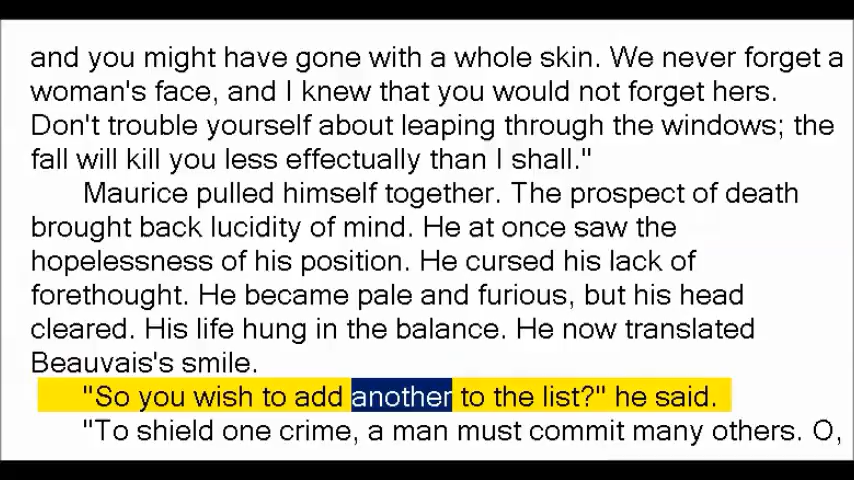 and you might have gone with a whole skin. We never forget a
woman's face, and I knew that you would not forget hers.
Don't trouble yourself about leaping through the windows; the
fall will kill you less effectually than I shall."
Maurice pulled himself together. The prospect of death
brought back lucidity of mind. He at once saw the
hopelessness of his position. He cursed his lack of
forethought. He became pale and furious, but his head
cleared. His life hung in the balance. He now translated
Beauvais's smile.
"So you wish to add another to the list?" he said.
"To shield one crime, a man must commit many others. O,